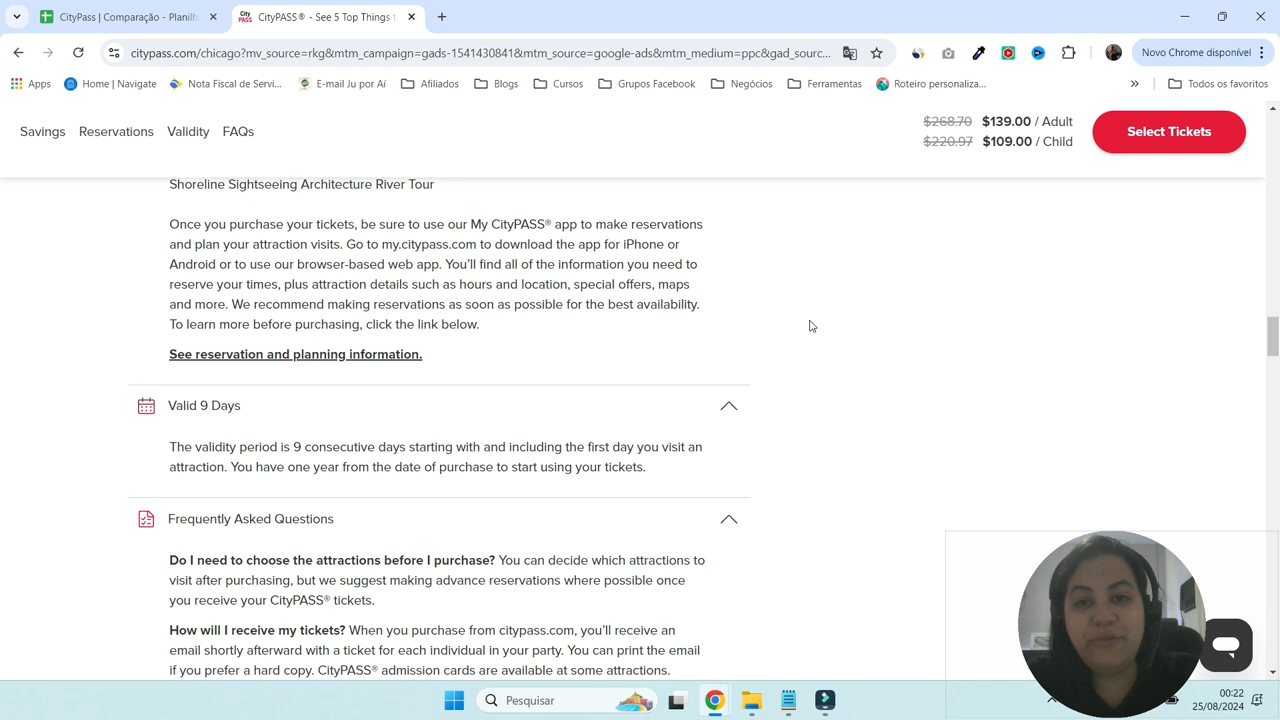 CityPass | Comparação - Planilh
City PASS CityPASS® - See 5 Top Things t
citypass.com/chicago?mv_source=rkg&mtm_campaign=gads-1541430841&mtm_source=google-ads&mtm_medium=ppc&gad_sourc...
Novo Chrome disponível
Apps Home | Navigate Nota Fiscal de Servi... E-mail Ju por Aí Afiliados Blogs Cursos Grupos Facebook Negócios Ferramentas Roteiro personaliza... » Todos os favoritos
Savings Reservations Validity FAQs
$268.70 $139.00 / Adult
$220.97 $109.00 / Child
Select Tickets
Shoreline Sightseeing Architecture River Tour
Once you purchase your tickets, be sure to use our My CityPASS® app to make reservations
and plan your attraction visits. Go to my.citypass.com to download the app for iPhone or
Android or to use our browser-based web app. You'll find all of the information you need to
reserve your times, plus attraction details such as hours and location, special offers, maps
and more. We recommend making reservations as soon as possible for the best availability.
To learn more before purchasing, click the link below.
See reservation and planning information.
Valid 9 Days
The validity period is 9 consecutive days starting with and including the first day you visit an
attraction. You have one year from the date of purchase to start using your tickets.
Frequently Asked Questions
Do I need to choose the attractions before I purchase? You can decide which attractions to
visit after purchasing, but we suggest making advance reservations where possible once
you receive your CityPASS® tickets.
How will I receive my tickets? When you purchase from citypass.com, you'll receive an
email shortly afterward with a ticket for each individual in your party. You can print the email
if you prefer a hard copy. CityPASS® admission cards are available at some attractions.
Pesquisar
00:22
25/08/2024